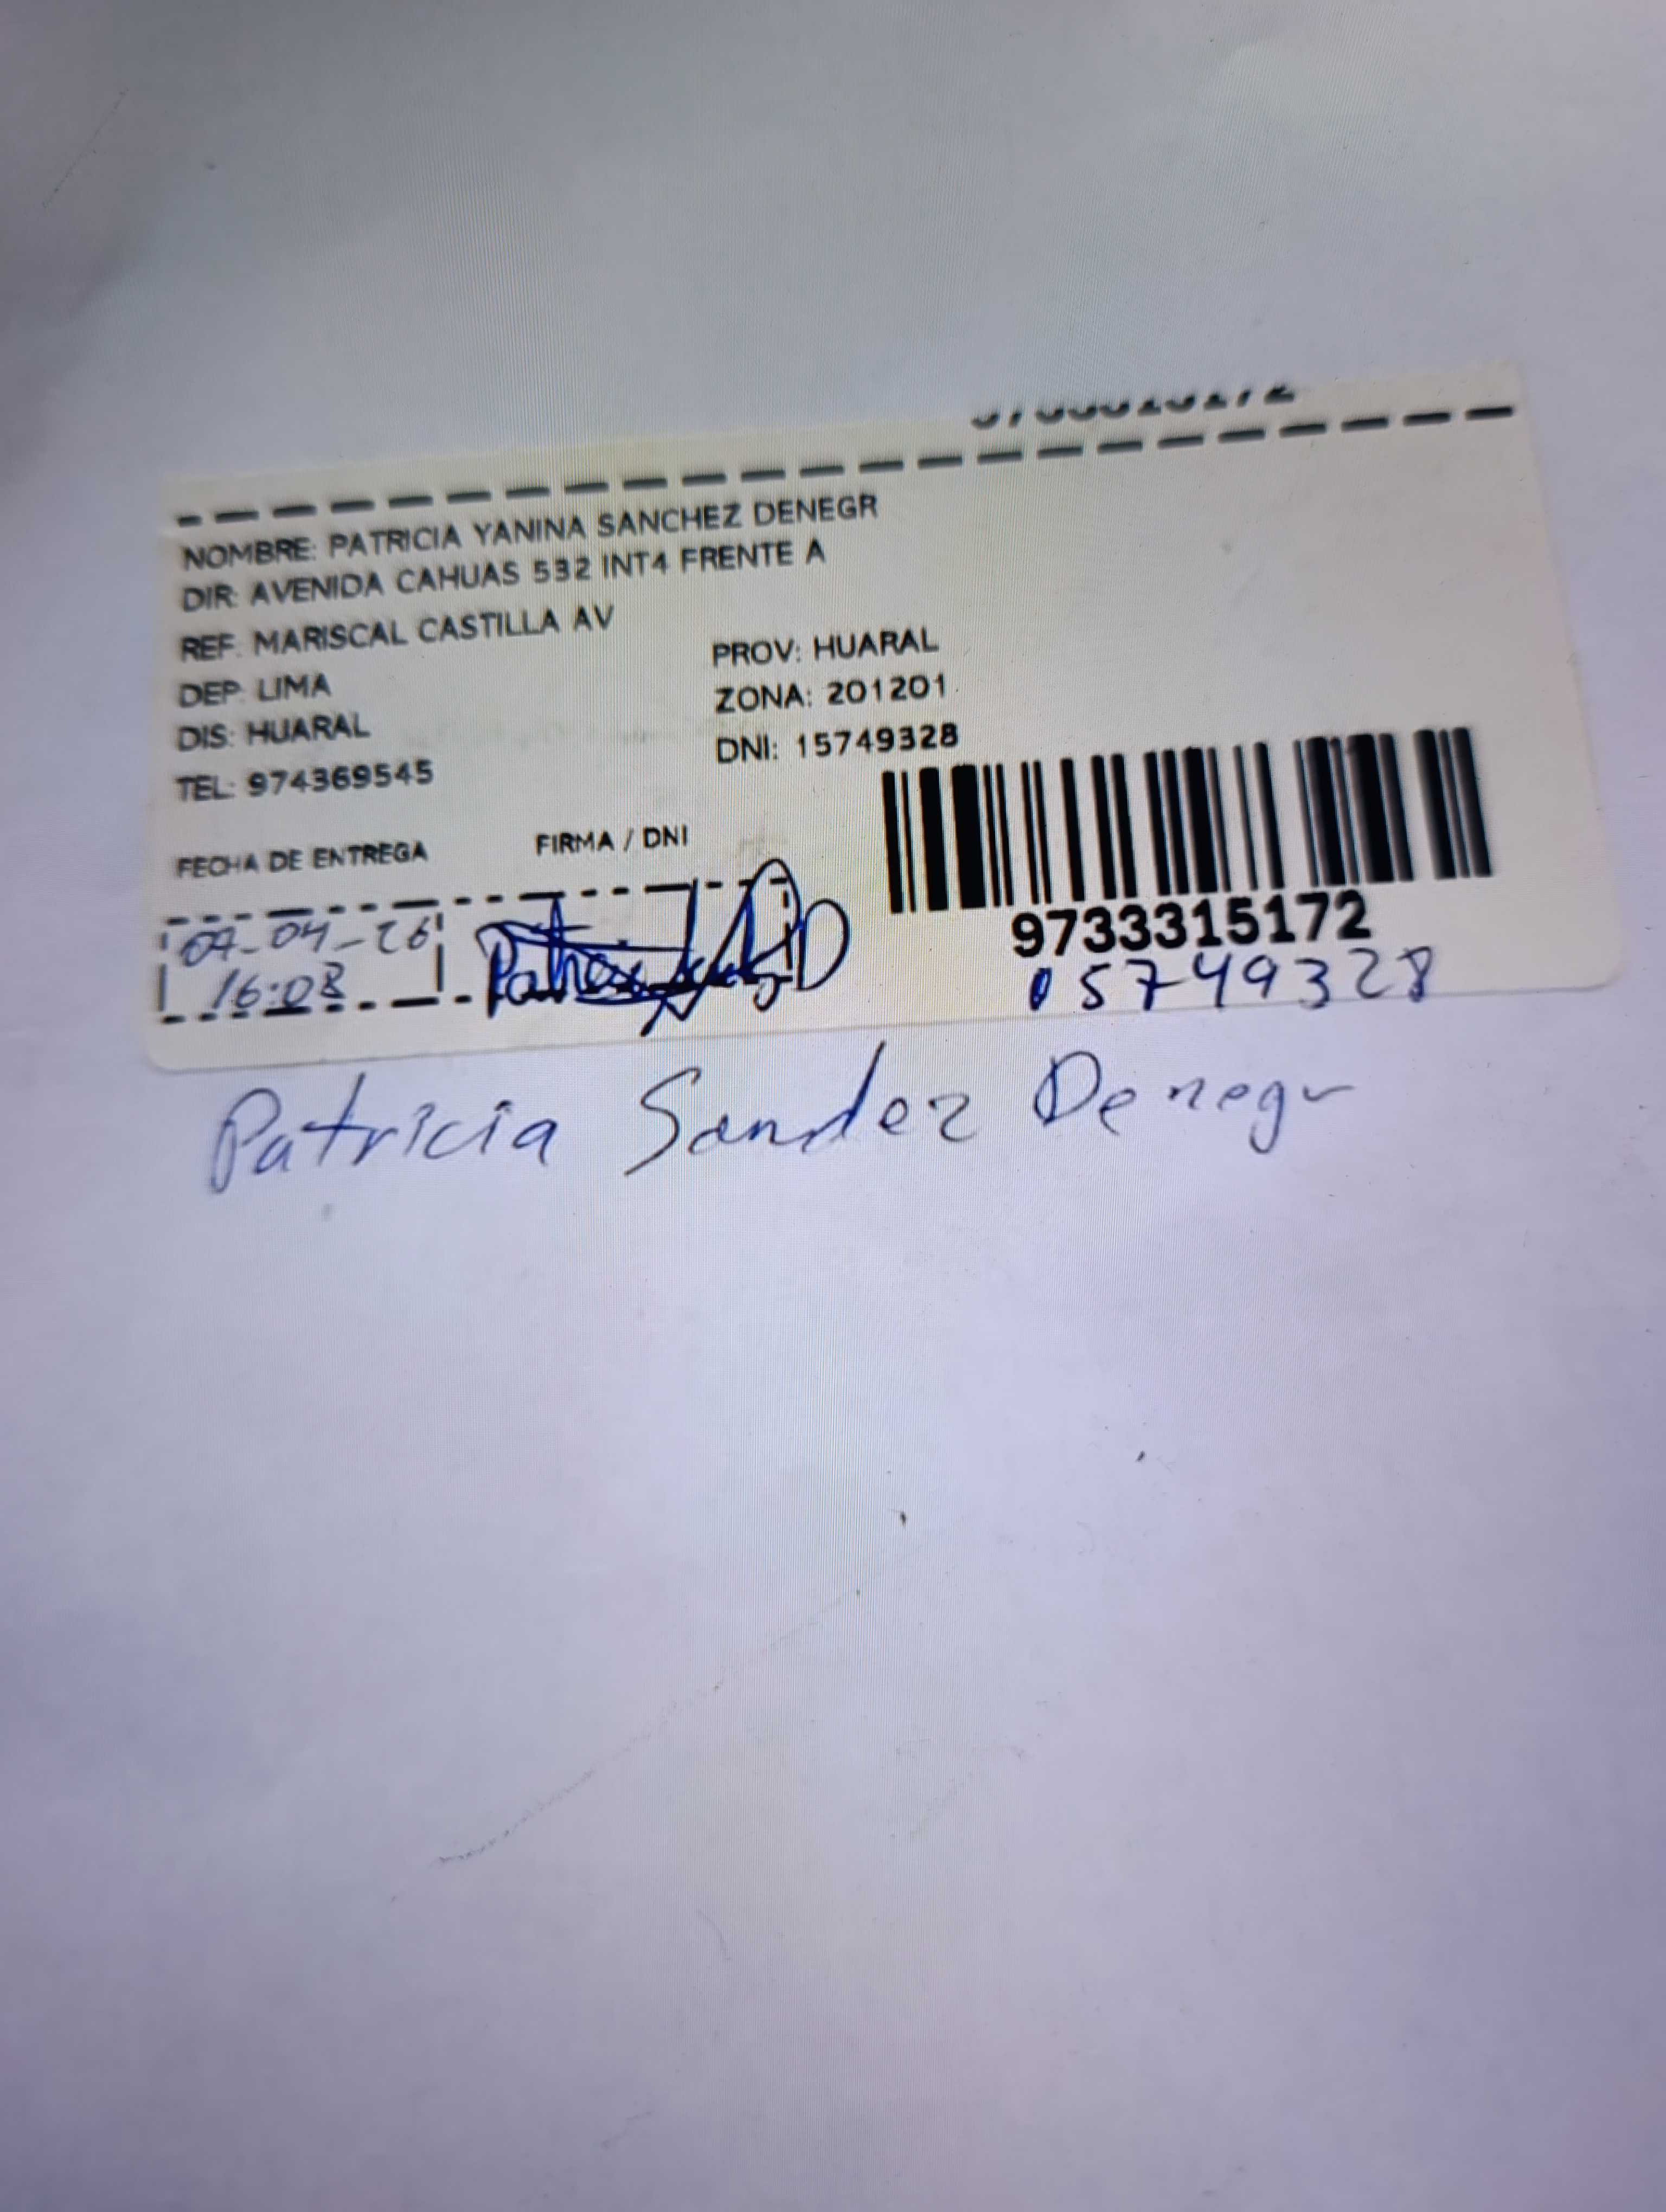 NOMBRE: PATRICIA YANINA SANCHEZ DENEGR
DIR: AVENIDA CAHUAS 532 INT4 FRENTE A
REF: MARISCAL CASTILLA AV
DEP: LIMA
PROV: HUARAL
DIS: HUARAL
ZONA: 201201
TEL: 974369545
DNI: 15749328
FECHA DE ENTREGA
FIRMA / DNI
07-04-26
16:08
9733315172
05749328
Patricia Sandez Denegr